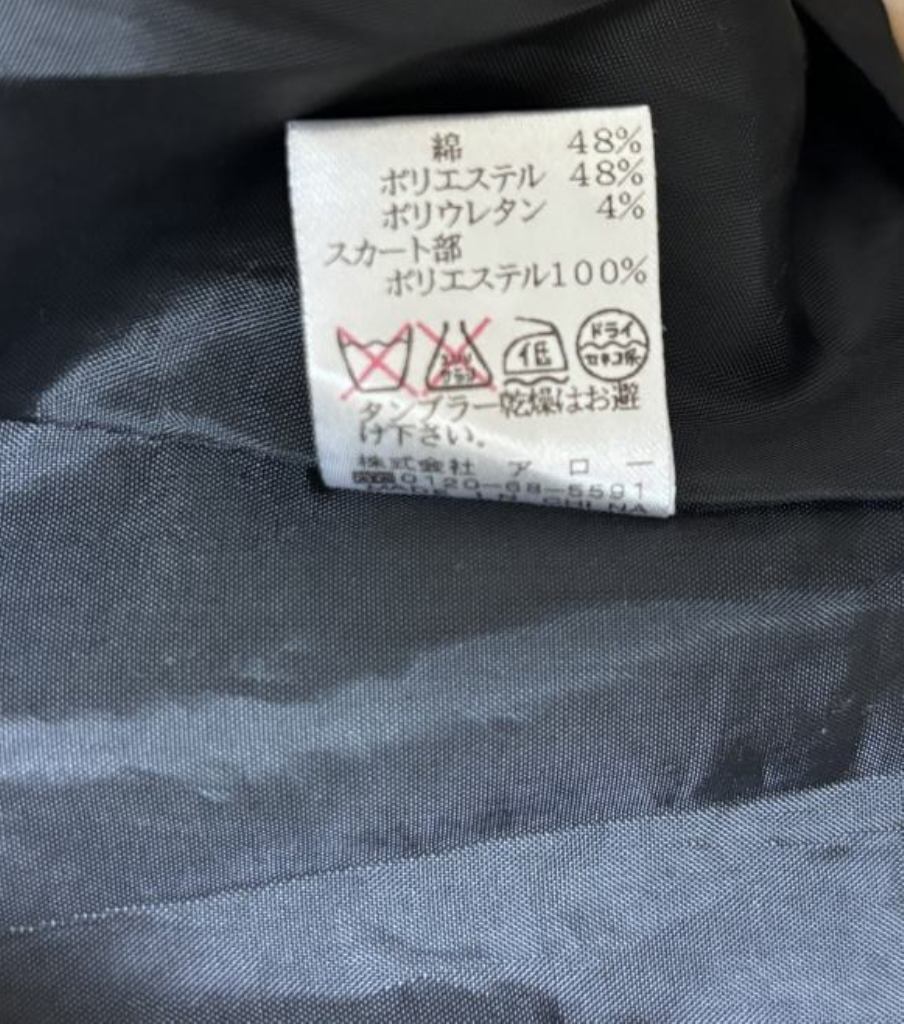 綿 48%
ポリエステル 48%
ポリウレタン 4%
スカート部
ポリエステル100%
低 ドライ
セキユ系
タンブラー乾燥はお避
け下さい。
株式会社 アロー
0120-68-5591
MADE IN CHINA